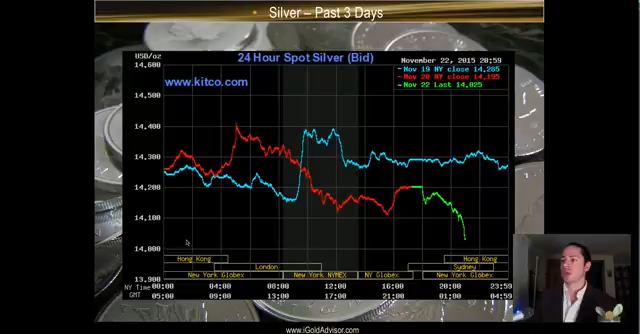 Silver – Past 3 Days
USD/oz
24 Hour Spot Silver (Bid)
November 22, 2015 20:59
www.kitco.com
Nov 19 NY close 14.285
Nov 20 NY close 14.195
Nov 22 Last 14.025
14.600
14.500
14.400
14.300
14.200
14.100
14.000
13.900
Hong Kong
Hong Kong
London
Sydney
New York Globex
New York NYMEX
NY Globex
New York Globex
NY Time
00:00
04:00
08:00
12:00
16:00
20:00
23:59
GMT
05:00
09:00
13:00
17:00
21:00
01:00
04:59
www.iGoldAdvisor.com